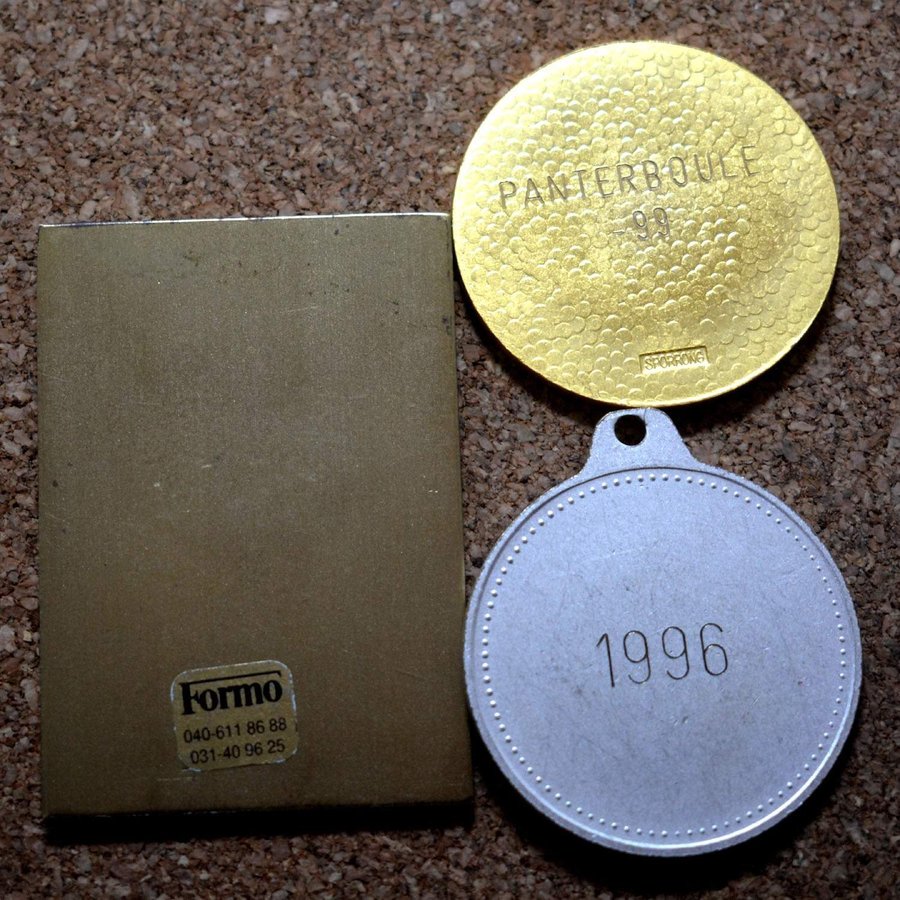 PANTERBOULE
-99
SPORRONG
Formo
040-611 86 88
031-40 96 25
1996